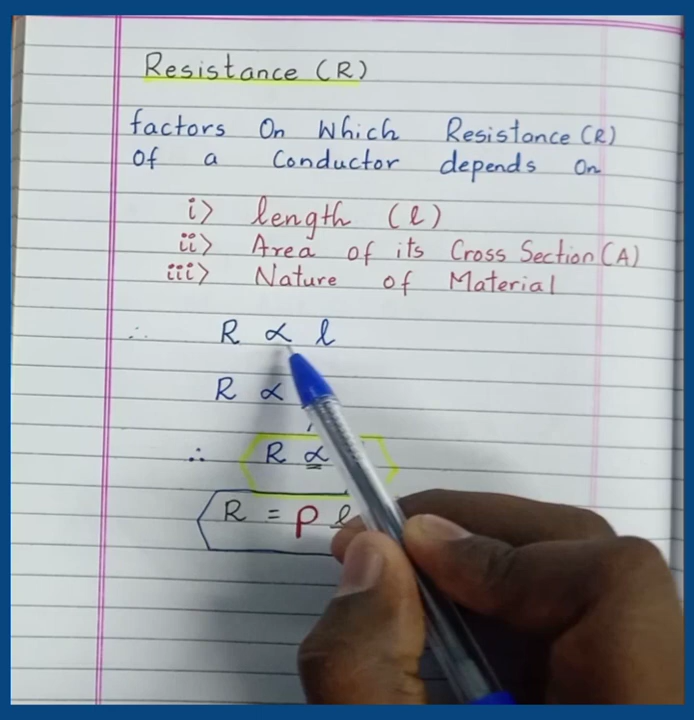 Resistance (R)
factors On Which Resistance (R)
Of a Conductor depends On
i> length (l)
ii> Area of its Cross Section (A)
iii> Nature of Material
∴ R ∝ l
R ∝
∴ R ∝
R = ρ l